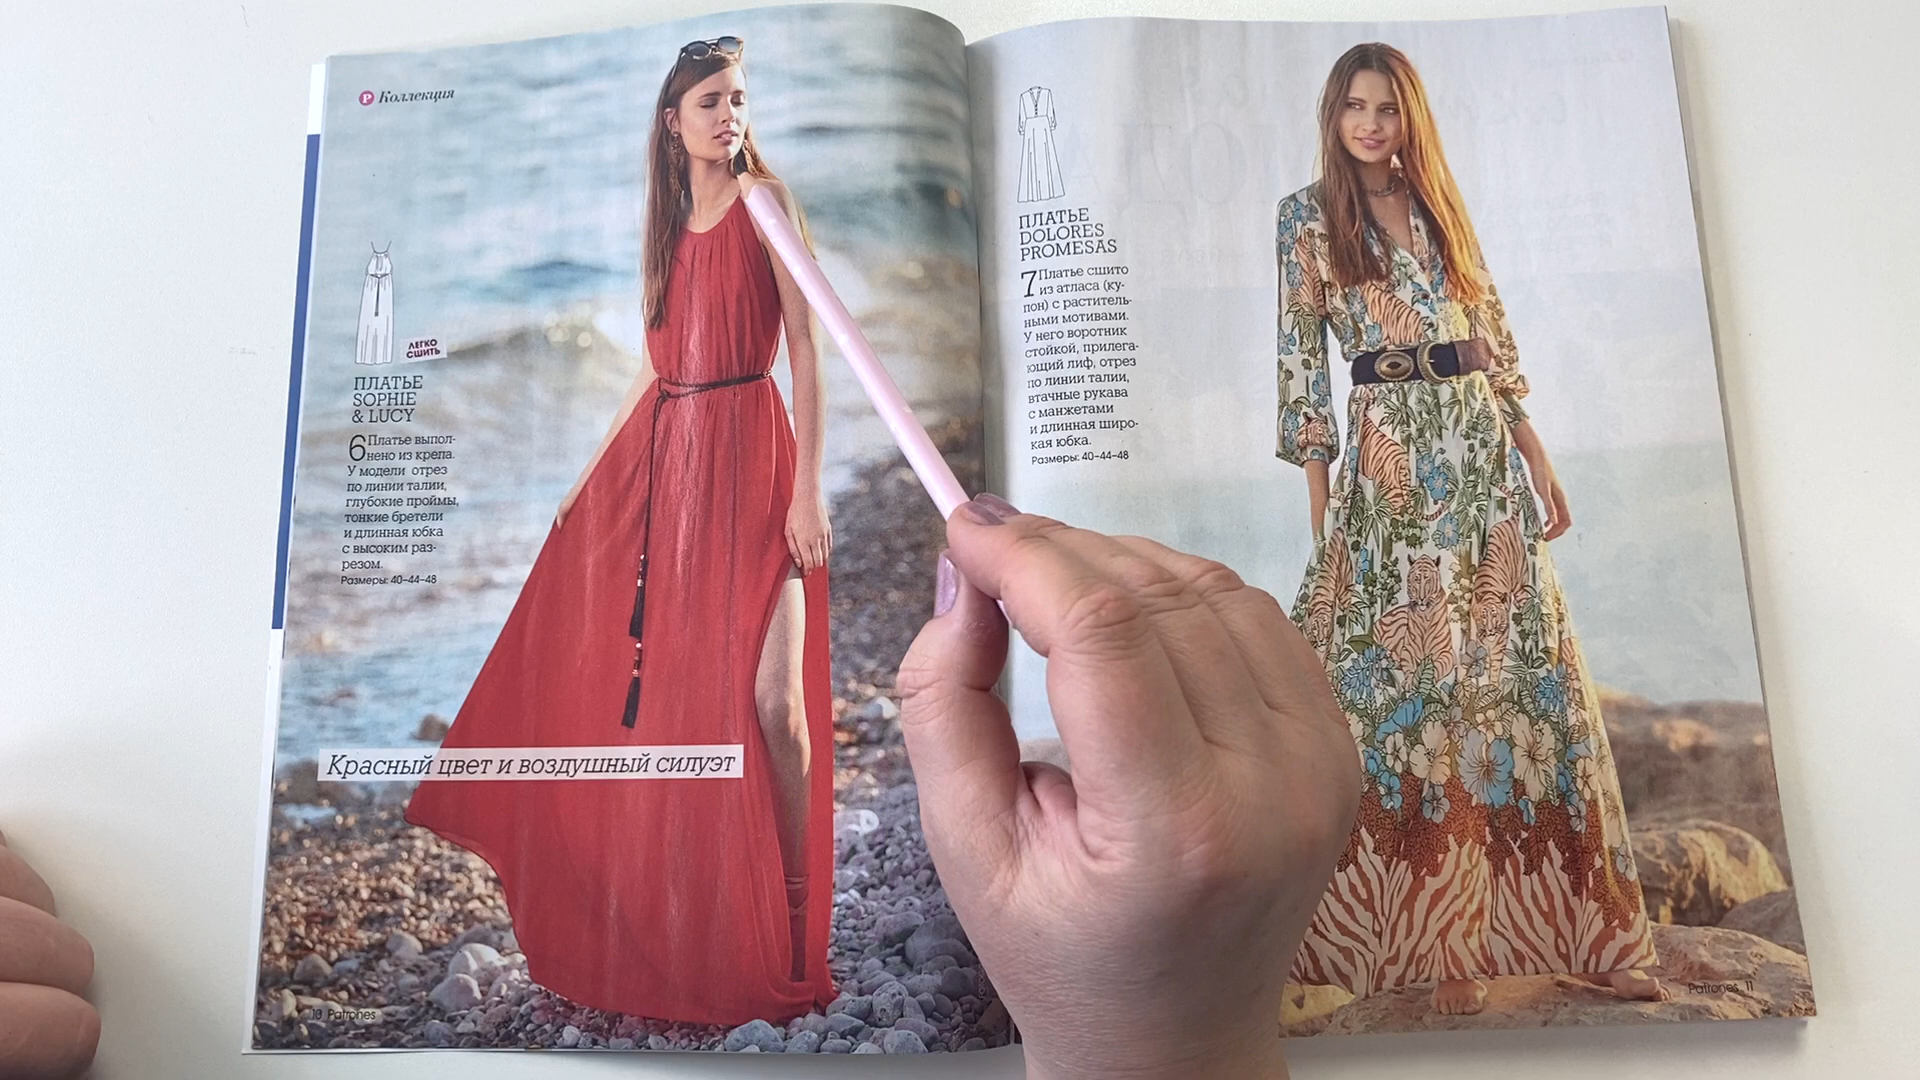 P Коллекция
ЛЕГКО
СШИТЬ
ПЛАТЬЕ
SOPHIE
& LUCY
6 Платье выпол-
нено из крепа.
У модели отрез
по линии талии,
глубокие проймы,
тонкие бретели
и длинная юбка
с высоким раз-
резом.
Размеры: 40-44-48
Красный цвет и воздушный силуэт
10 Patrones
ПЛАТЬЕ
DOLORES
PROMESAS
7 Платье сшито
из атласа (ку-
пон) с раститель-
ными мотивами.
У него воротник
стойкой, прилега-
ющий лиф, отрез
по линии талии,
втачные рукава
с манжетами
и длинная широ-
кая юбка.
Размеры: 40-44-48
Patrones 11